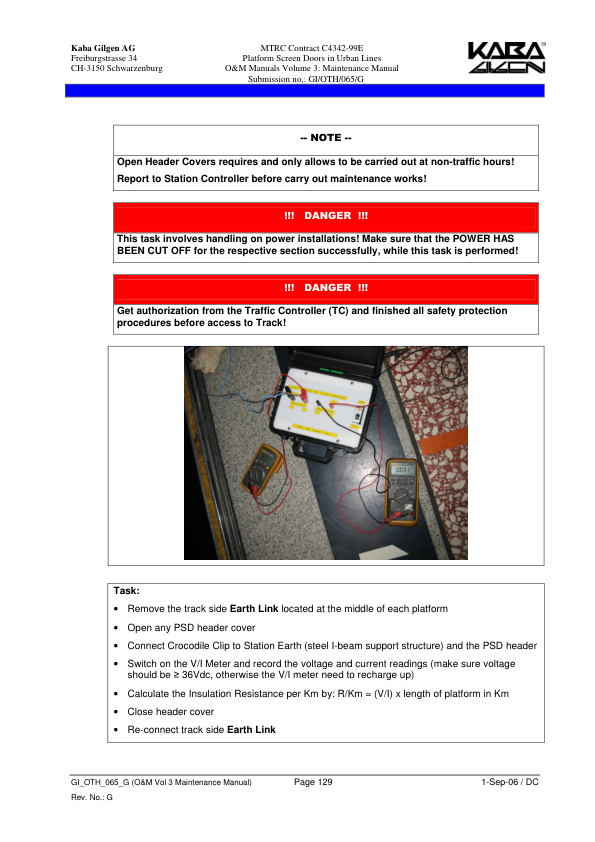 Kaba Gilgen AG
Freiburgstrasse 34
CH-3150 Schwarzenburg
MTRC Contract C4342-99E
Platform Screen Doors in Urban Lines
O&M Manuals Volume 3: Maintenance Manual
Submission no.: GI/OTH/065/G
KABA
GILGEN
-- NOTE --
Open Header Covers requires and only allows to be carried out at non-traffic hours!
Report to Station Controller before carry out maintenance works!
!!! DANGER !!!
This task involves handling on power installations! Make sure that the POWER HAS
BEEN CUT OFF for the respective section successfully, while this task is performed!
!!! DANGER !!!
Get authorization from the Traffic Controller (TC) and finished all safety protection
procedures before access to Track!
Task:
• Remove the track side Earth Link located at the middle of each platform
• Open any PSD header cover
• Connect Crocodile Clip to Station Earth (steel I-beam support structure) and the PSD header
• Switch on the V/I Meter and record the voltage and current readings (make sure voltage
should be ≥ 36Vdc, otherwise the V/I meter need to recharge up)
• Calculate the Insulation Resistance per Km by: R/Km = (V/I) x length of platform in Km
• Close header cover
• Re-connect track side Earth Link
GI_OTH_065_G (O&M Vol 3 Maintenance Manual)
Page 129
1-Sep-06 / DC
Rev. No.: G